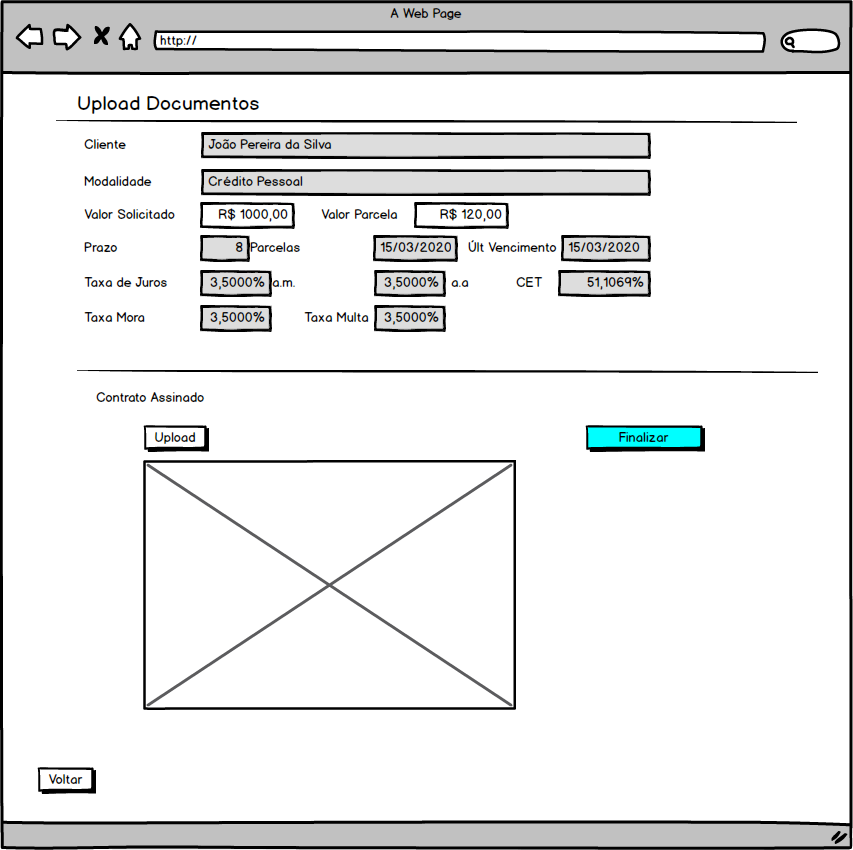 A Web Page
http://
Upload Documentos
Cliente João Pereira da Silva
Modalidade Crédito Pessoal
Valor Solicitado R$ 1000,00 Valor Parcela R$ 120,00
Prazo 8 Parcelas 15/03/2020 Últ Vencimento 15/03/2020
Taxa de Juros 3,5000% a.m. 3,5000% a.a CET 51,1069%
Taxa Mora 3,5000% Taxa Multa 3,5000%
Contrato Assinado
Upload Finalizar
Voltar